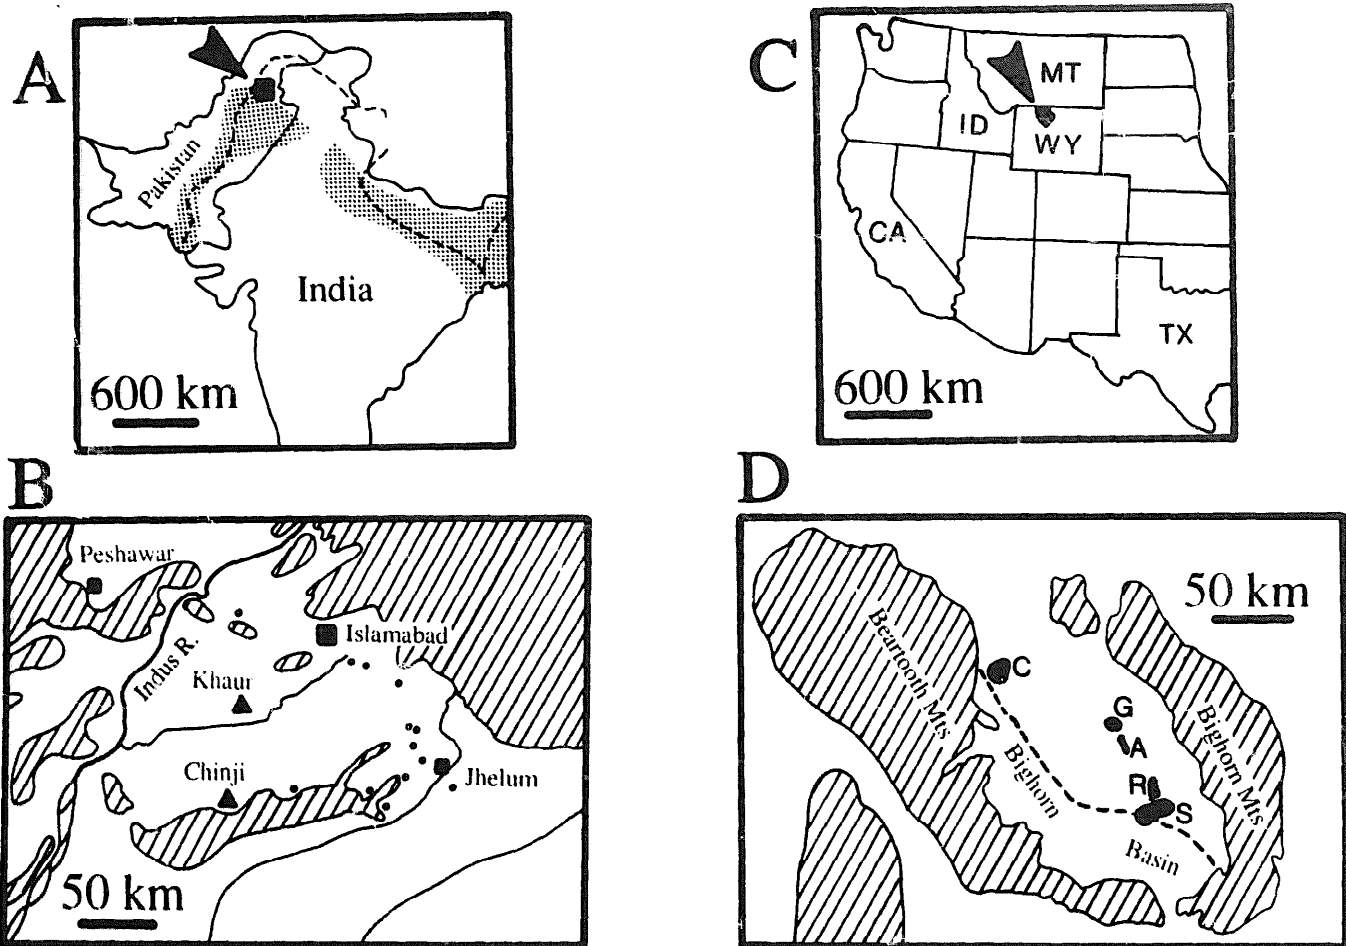 A
Pakistan
India
600 km
C
MT
ID
WY
CA
TX
600 km
B
Peshawar
Indus R.
Islamabad
Khaur
Chinji
Jhelum
50 km
D
50 km
Beartooth Mts
C
G
A
Bighorn Mts
Bighorn
R
S
Basin